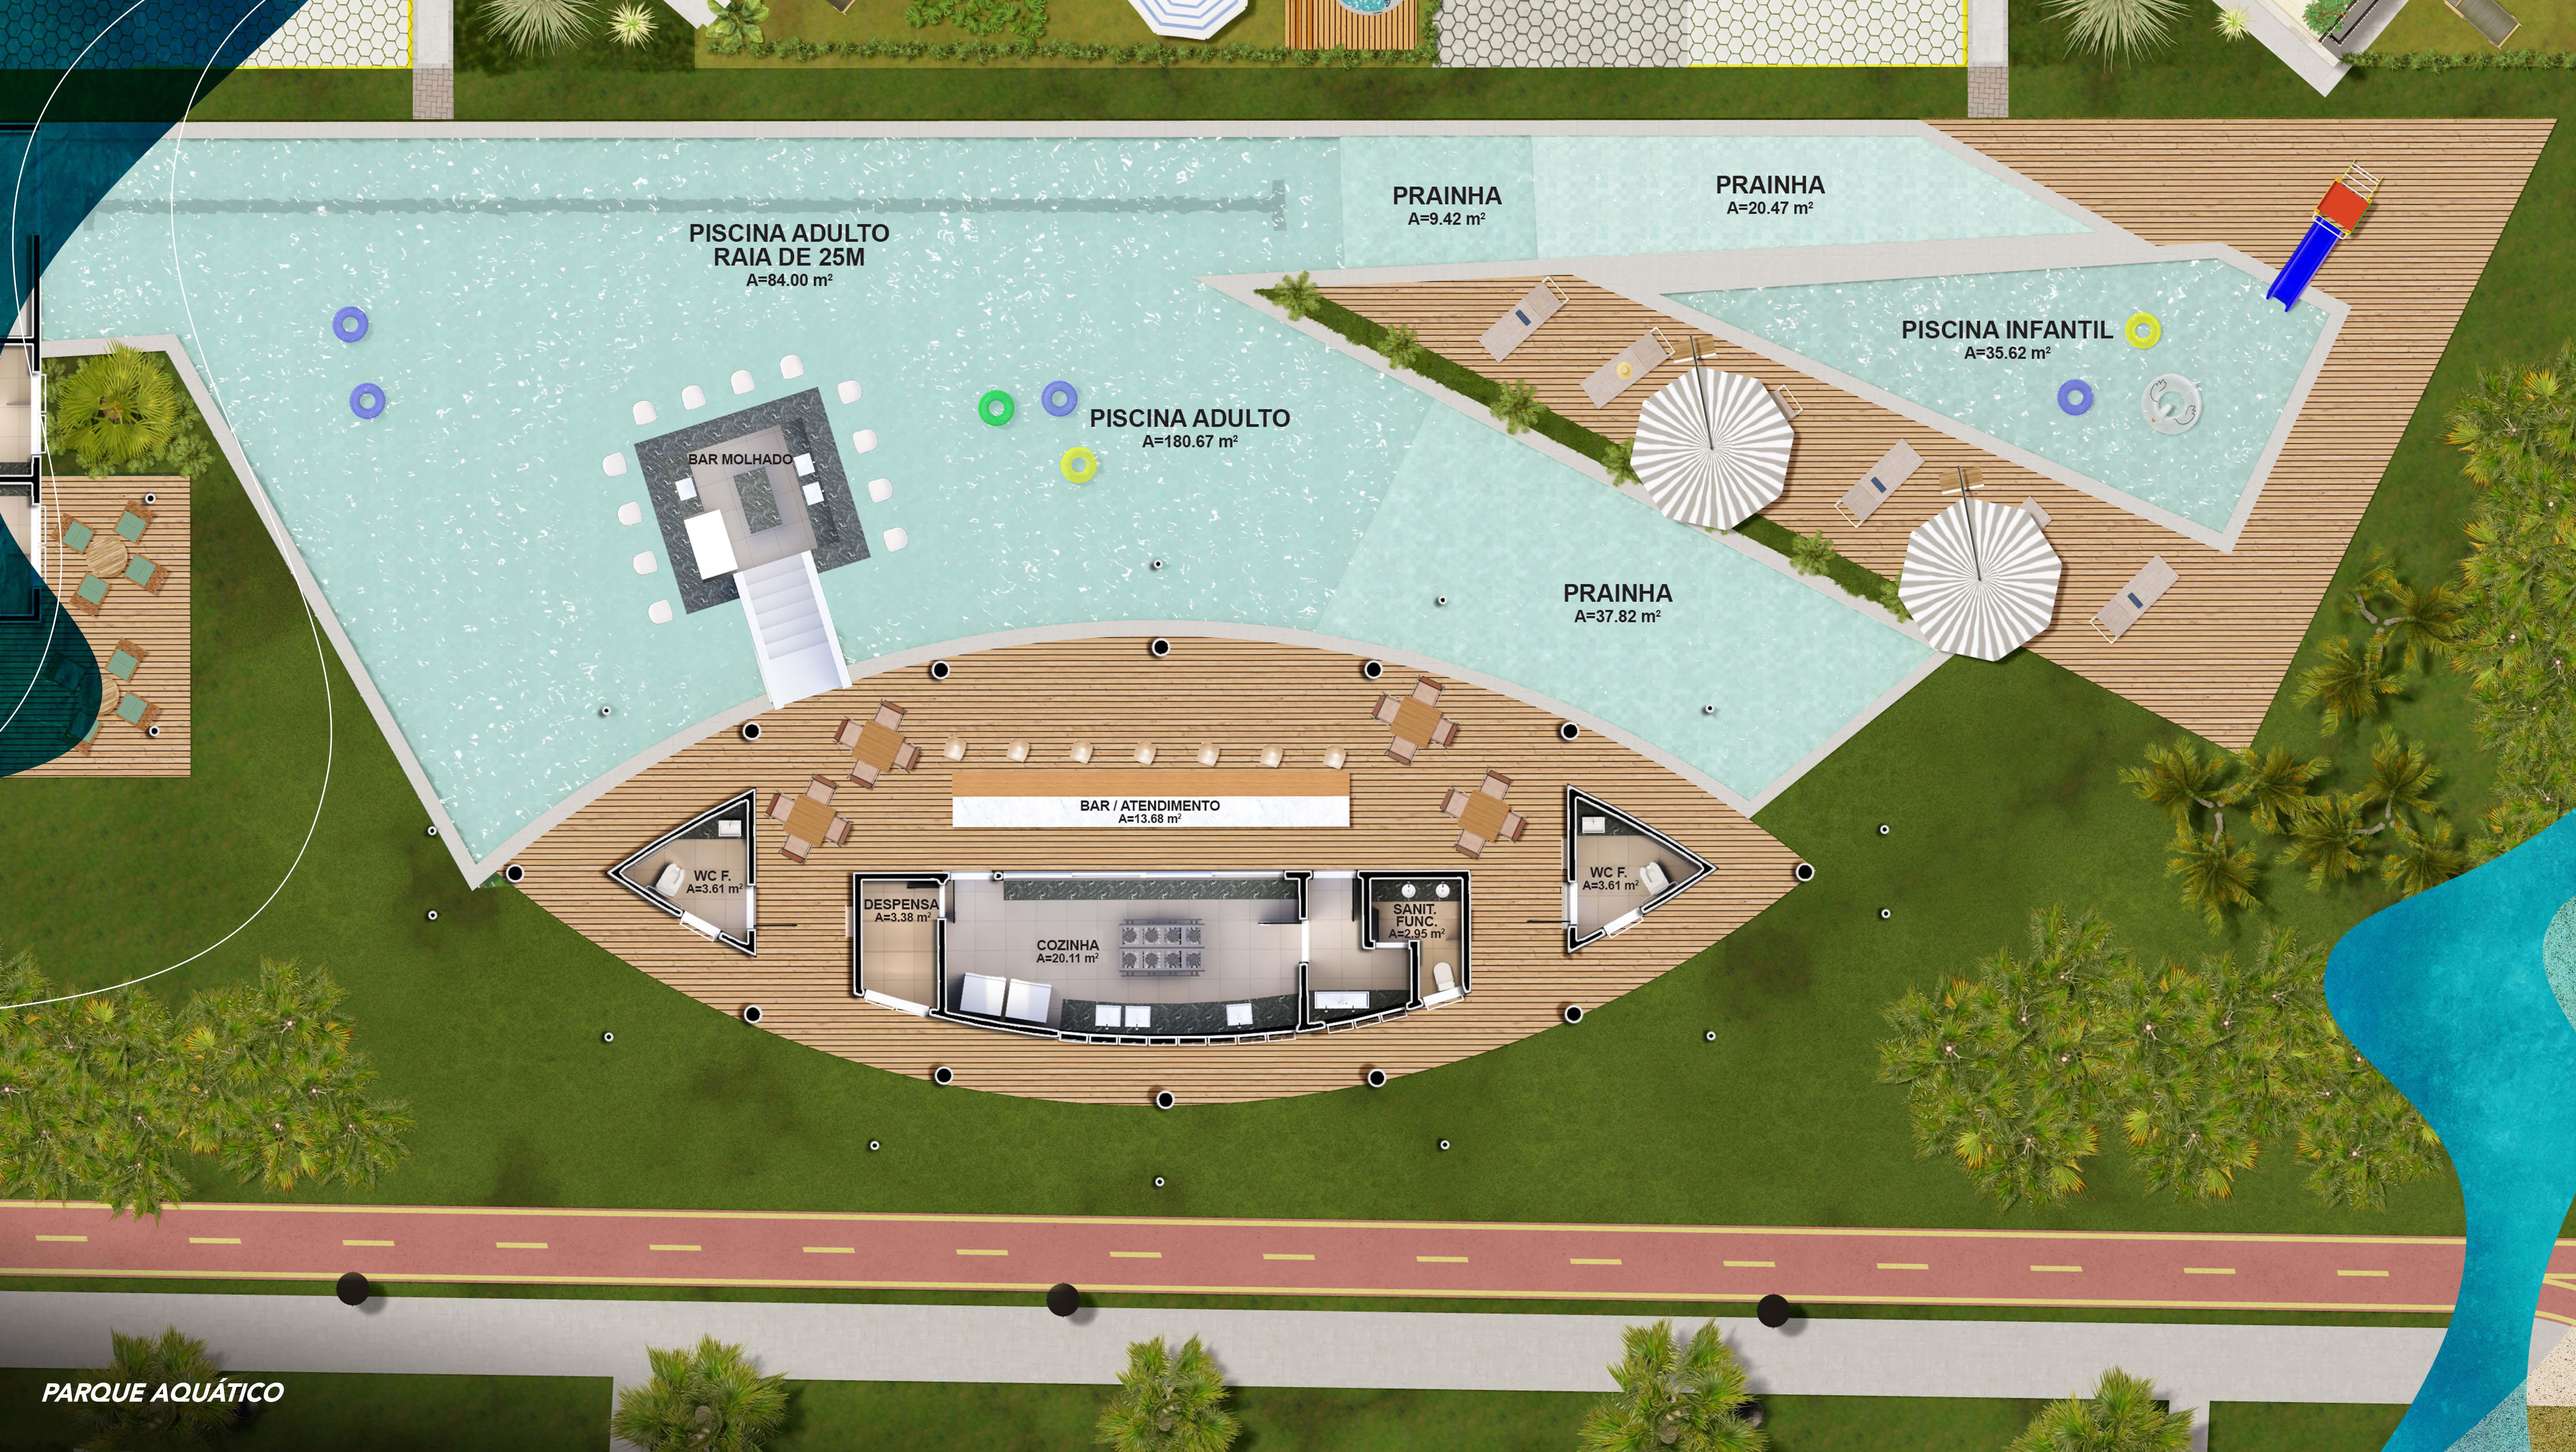 PRAINHA
A=9.42 m²
PRAINHA
A=20.47 m²
PISCINA ADULTO
RAIA DE 25M
A=84.00 m²
PISCINA INFANTIL
A=35.62 m²
PISCINA ADULTO
A=180.67 m²
BAR MOLHADO
PRAINHA
A=37.82 m²
BAR / ATENDIMENTO
A=13.68 m²
WC F.
A=3.61 m²
WC F.
A=3.61 m²
DESPENSA
A=3.38 m²
SANIT.
FUNC.
A=2.95 m²
COZINHA
A=20.11 m²
PARQUE AQUÁTICO